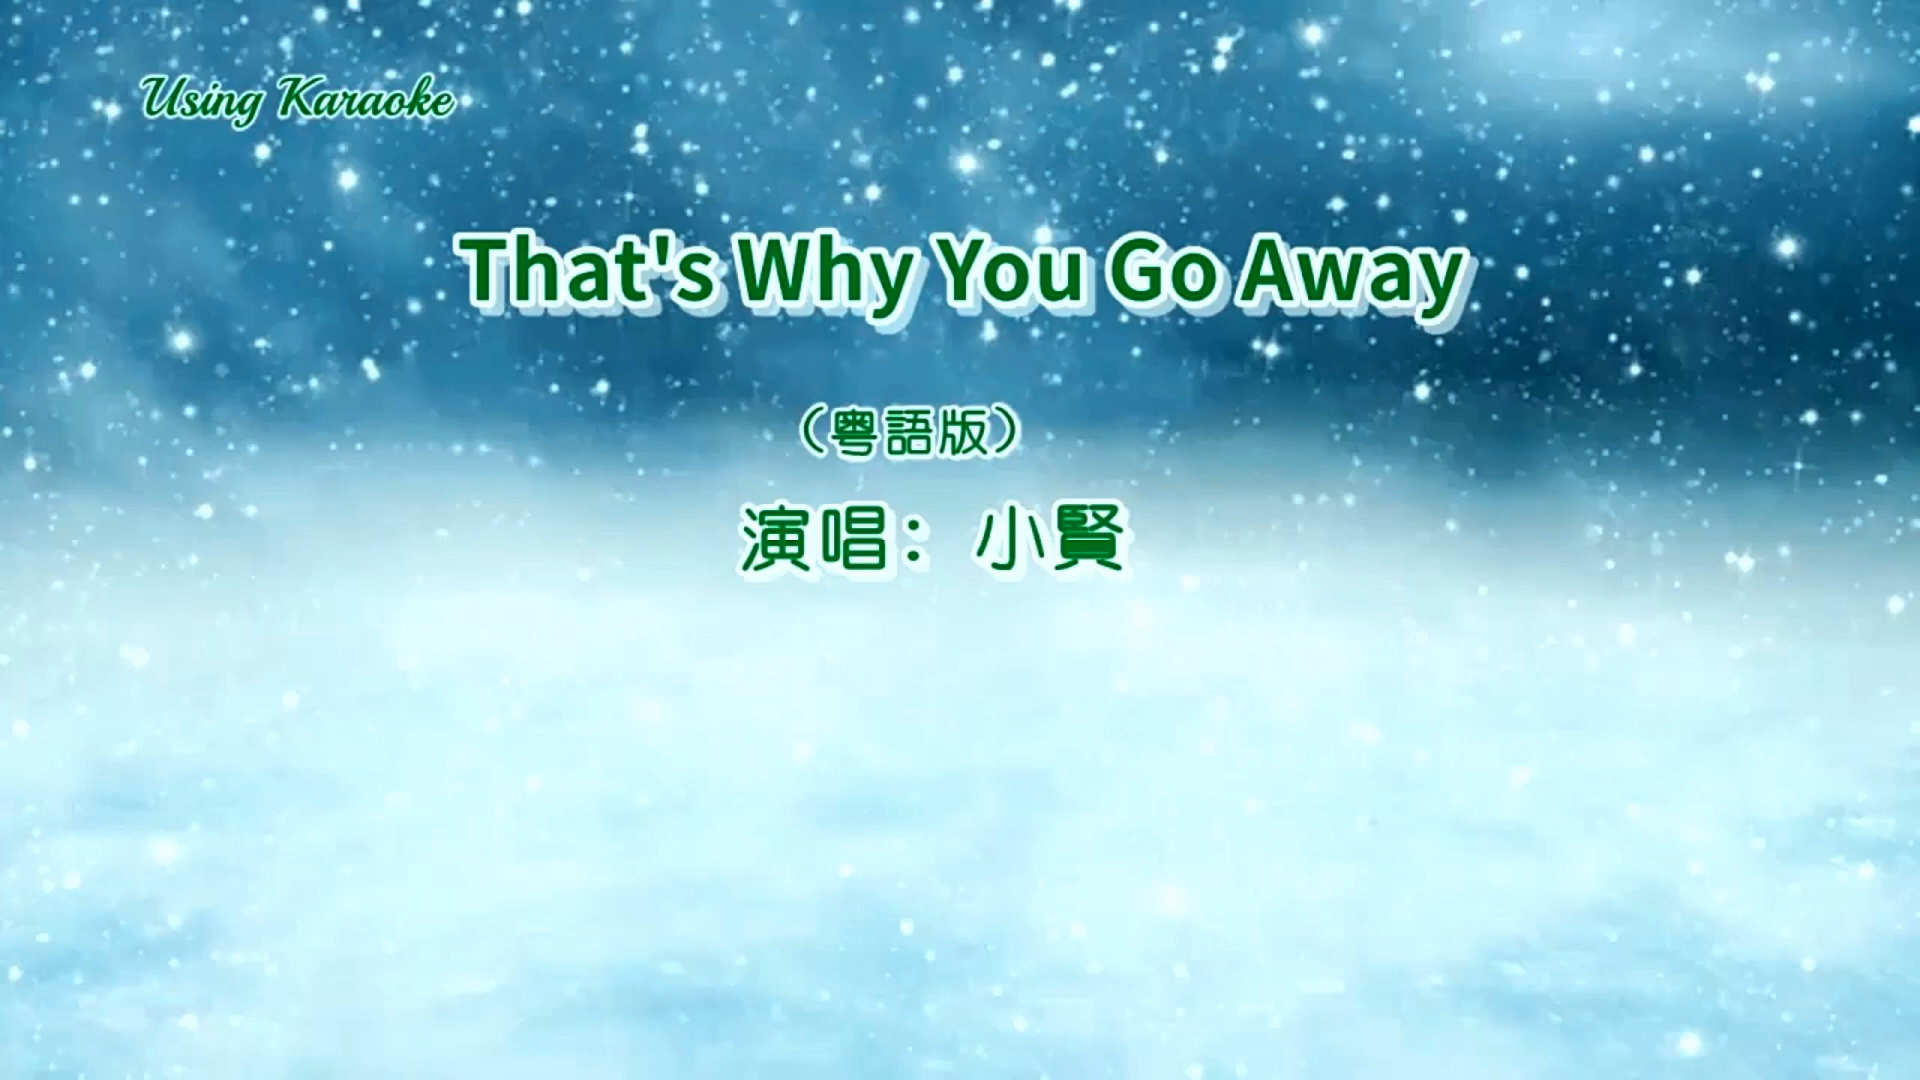 Using Karaoke
That's Why You Go Away
（粵語版）
演唱：小賢